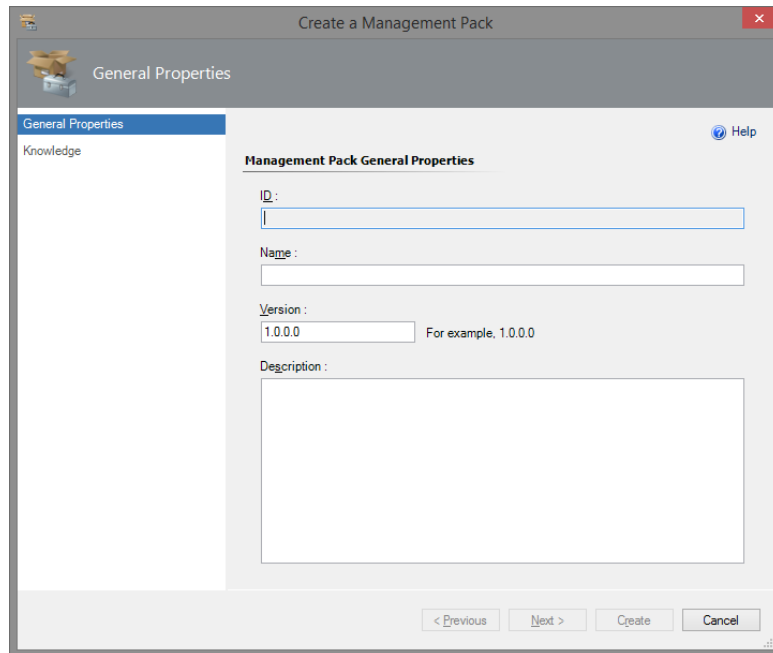 Create a Management Pack
General Properties
General Properties
Knowledge
Help
Management Pack General Properties
ID :
Name :
Version :
1.0.0.0 For example, 1.0.0.0
Description :
< Previous Next > Create Cancel